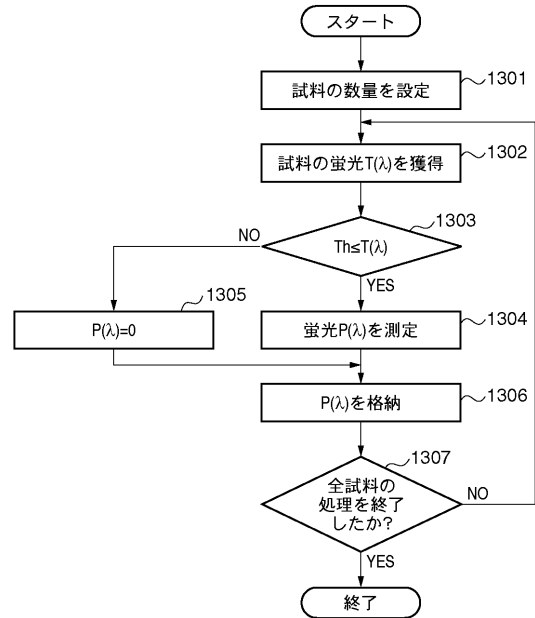 スタート
試料の数量を設定
1301
試料の蛍光T(λ)を獲得
1302
1303
Th≤T(λ)
NO
YES
1305
P(λ)=0
蛍光P(λ)を測定
1304
P(λ)を格納
1306
1307
全試料の
処理を終了
したか?
NO
YES
終了